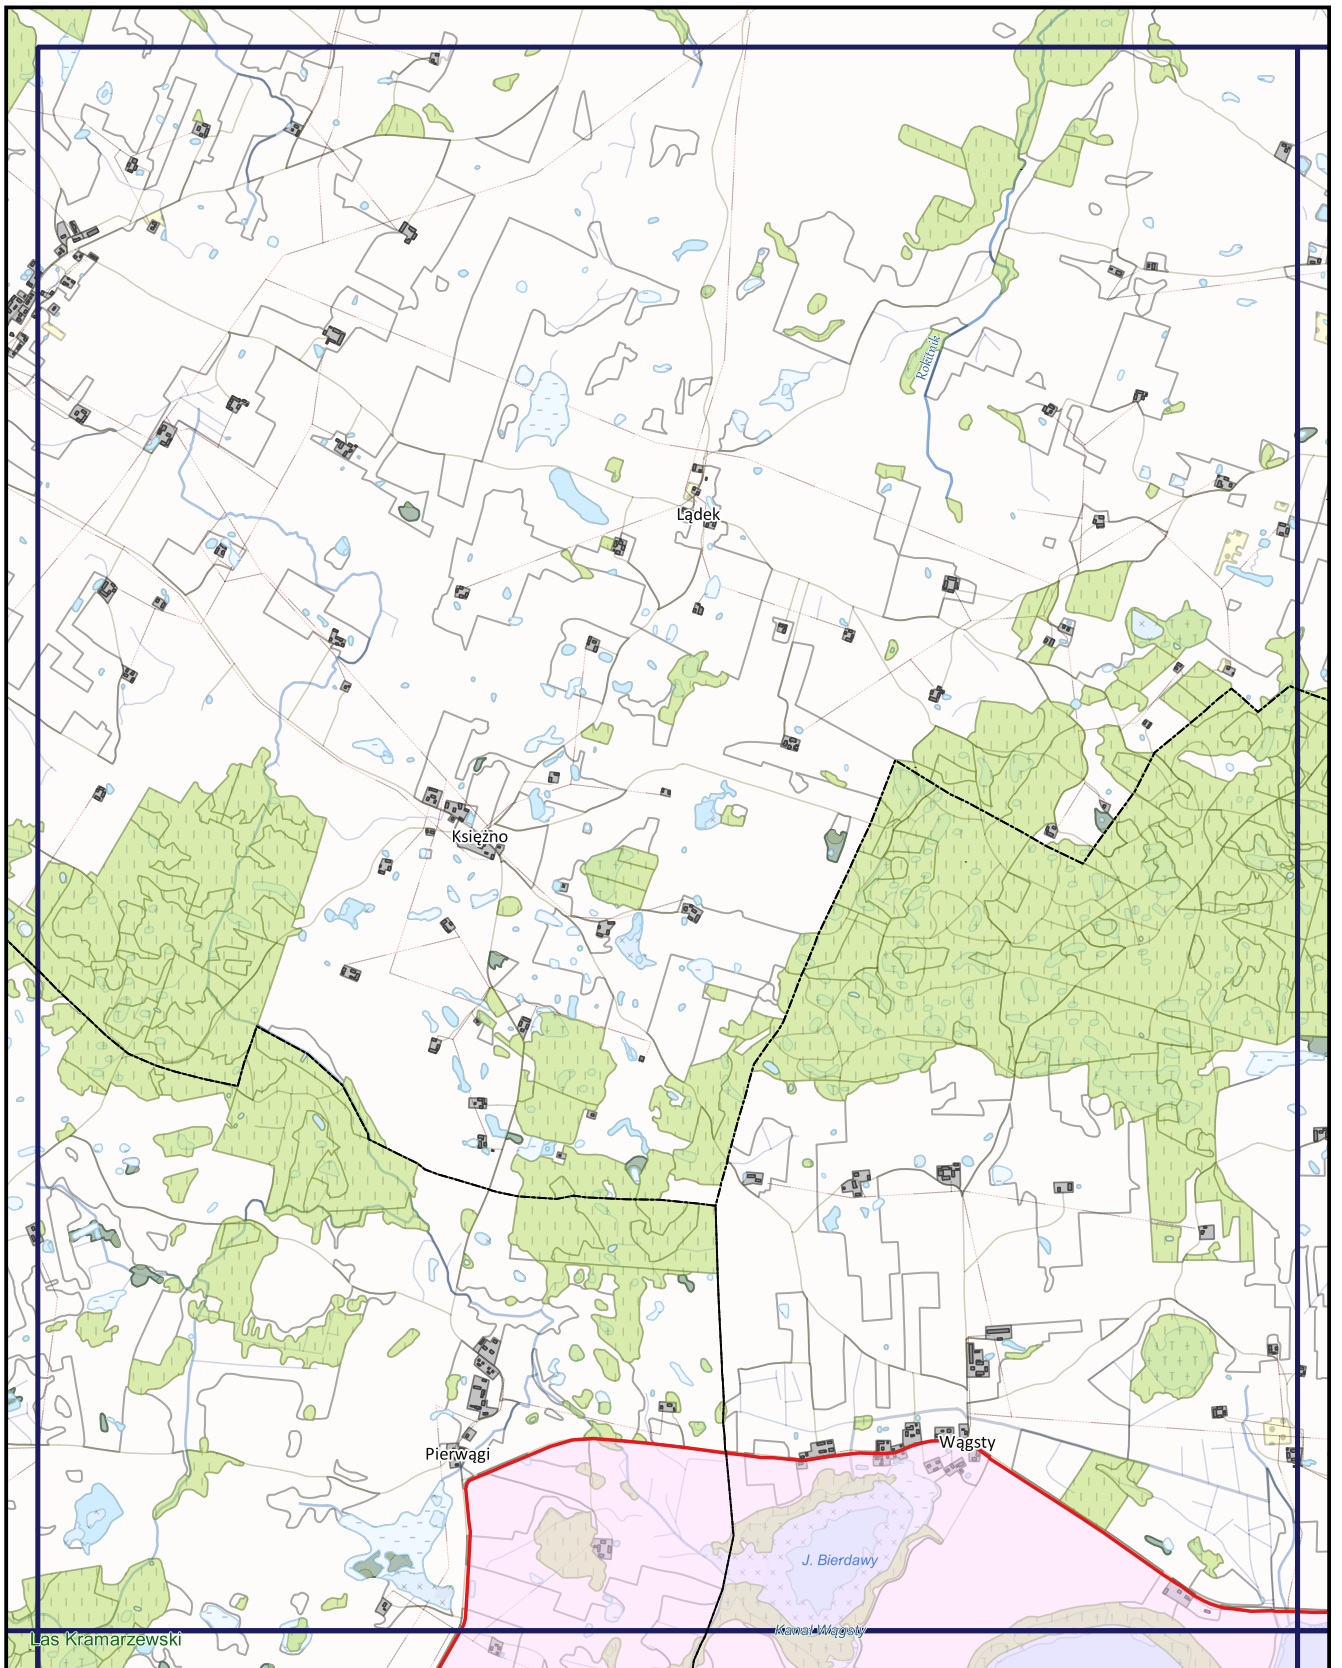 Rokitnik
Lądek
Księżno
Pierwągi
Wągsty
J. Bierdawy
Kanał Wągsty
Las Kramarzewski